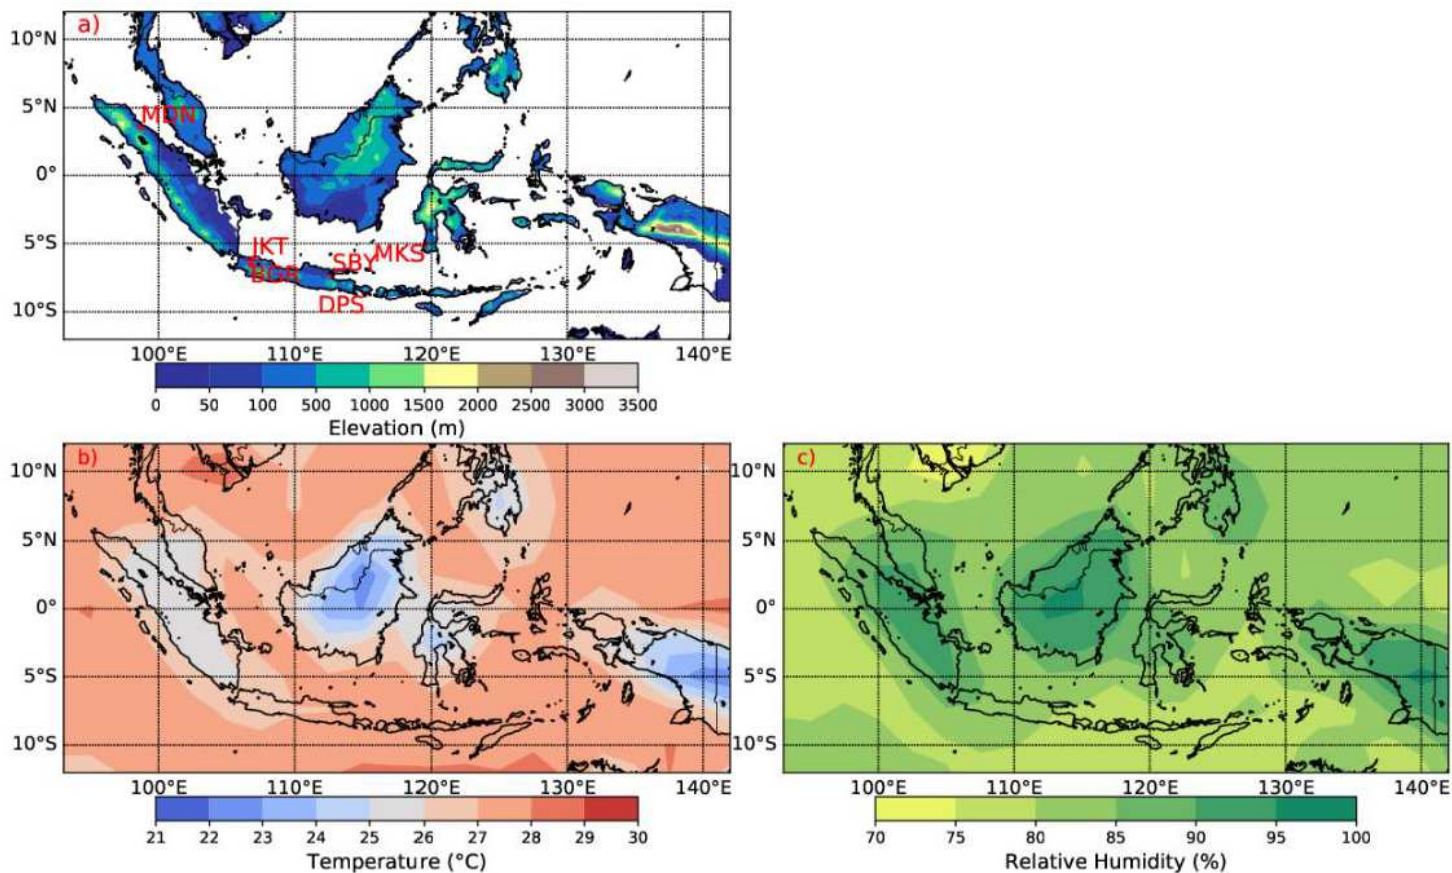 a)
10°N
5°N
0°
5°S
10°S
MDN
JKT
BGR
SBY
MKS
DPS
100°E 110°E 120°E 130°E 140°E
0 50 100 500 1000 1500 2000 2500 3000 3500
Elevation (m)
b)
10°N
5°N
0°
5°S
10°S
100°E 110°E 120°E 130°E 140°E
21 22 23 24 25 26 27 28 29 30
Temperature (°C)
c)
10°N
5°N
0°
5°S
10°S
100°E 110°E 120°E 130°E 140°E
70 75 80 85 90 95 100
Relative Humidity (%)